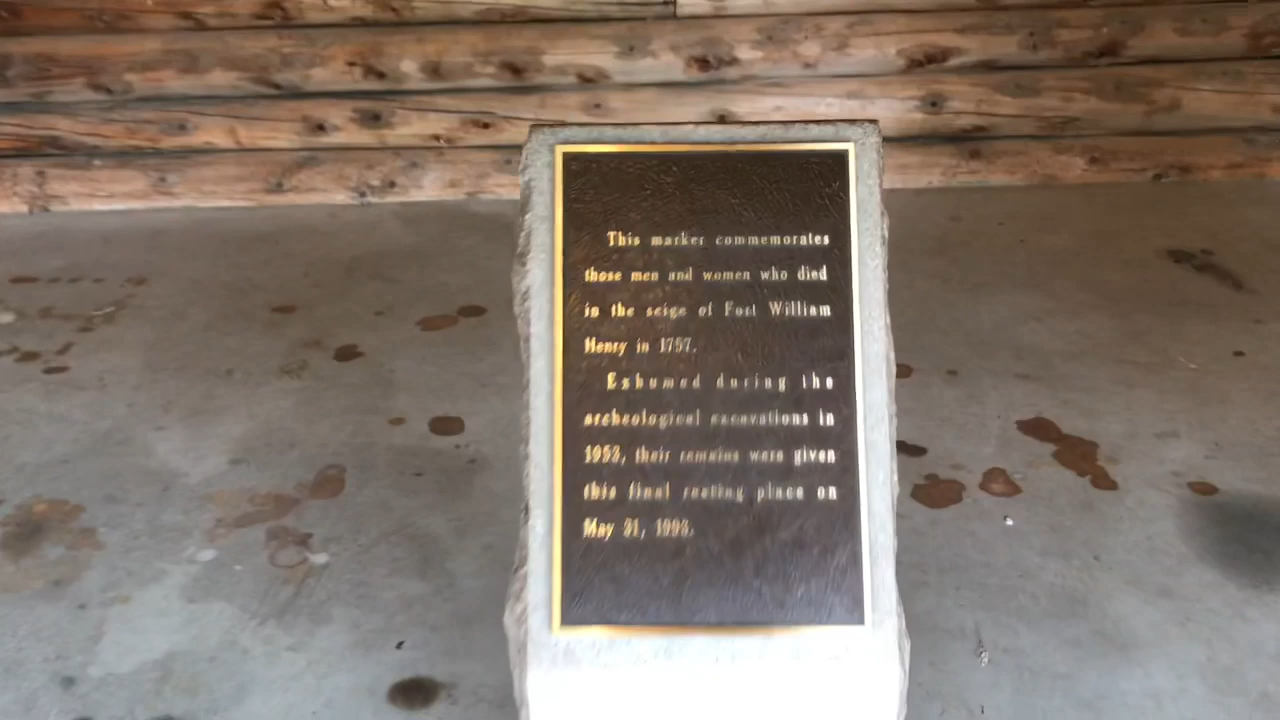 This marker commemorates
those men and women who died
in the seige of Fort William
Henry in 1757.
Exhumed during the
archeological excavations in
1953, their remains were given
this final resting place on
May 31, 1993.